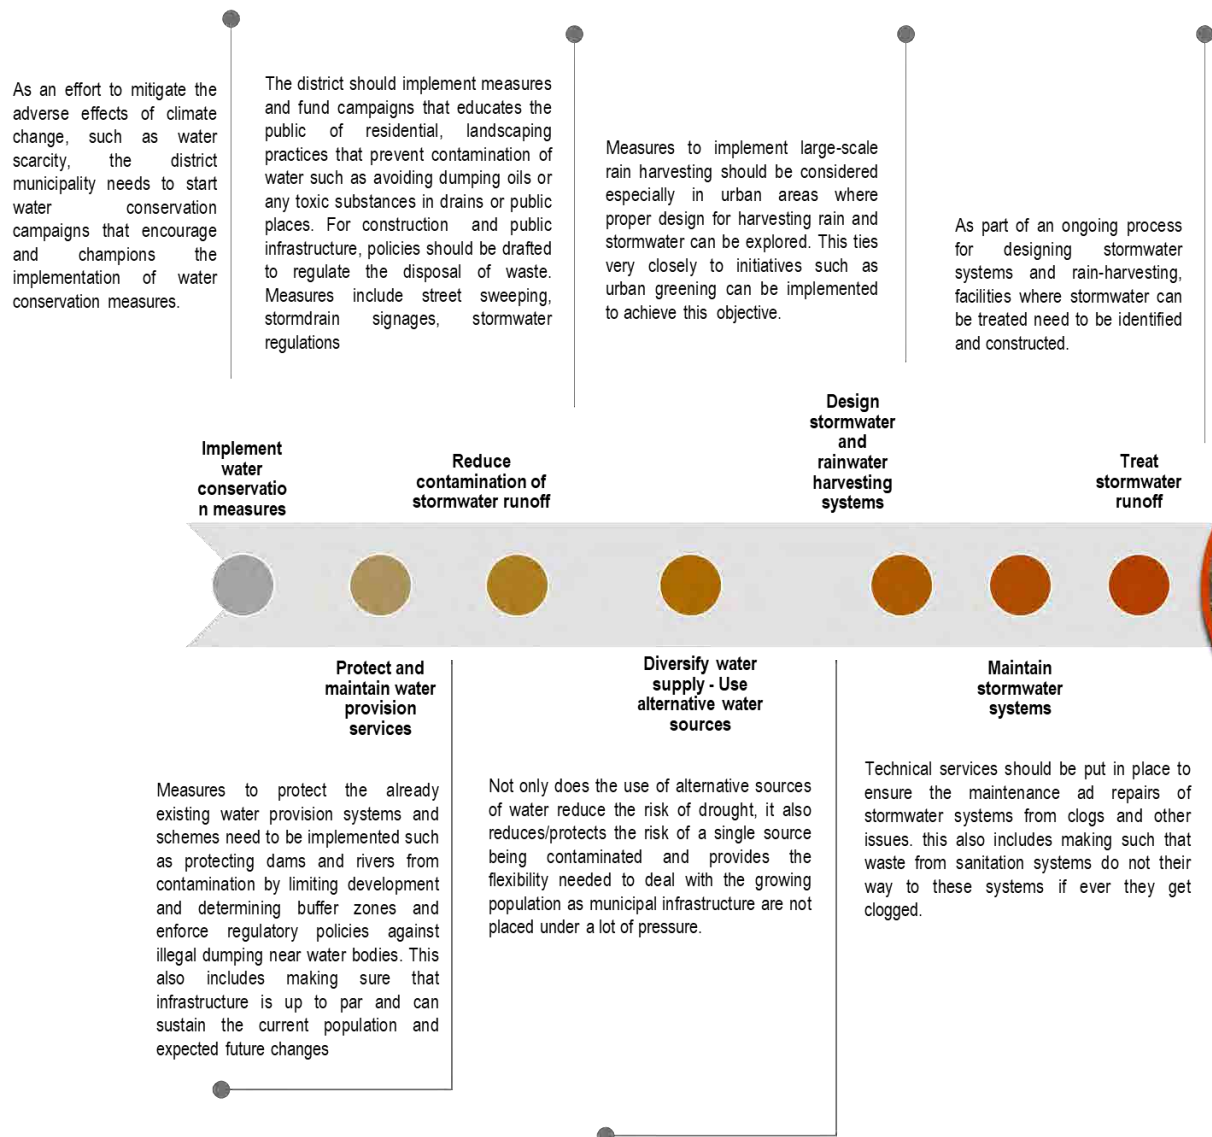 As an effort to mitigate the
adverse effects of climate
change, such as water
scarcity, the district
municipality needs to start
water conservation
campaigns that encourage
and champions the
implementation of water
conservation measures.
The district should implement measures
and fund campaigns that educates the
public of residential, landscaping
practices that prevent contamination of
water such as avoiding dumping oils or
any toxic substances in drains or public
places. For construction and public
infrastructure, policies should be drafted
to regulate the disposal of waste.
Measures include street sweeping,
stormdrain signages, stormwater
regulations
Measures to implement large-scale
rain harvesting should be considered
especially in urban areas where
proper design for harvesting rain and
stormwater can be explored. This ties
very closely to initiatives such as
urban greening can be implemented
to achieve this objective.
As part of an ongoing process
for designing stormwater
systems and rain-harvesting,
facilities where stormwater can
be treated need to be identified
and constructed.
Implement
water
conservatio
n measures
Reduce
contamination of
stormwater runoff
Design
stormwater
and
rainwater
harvesting
systems
Treat
stormwater
runoff
Protect and
maintain water
provision
services
Diversify water
supply - Use
alternative water
sources
Maintain
stormwater
systems
Measures to protect the already
existing water provision systems and
schemes need to be implemented such
as protecting dams and rivers from
contamination by limiting development
and determining buffer zones and
enforce regulatory policies against
illegal dumping near water bodies. This
also includes making sure that
infrastructure is up to par and can
sustain the current population and
expected future changes
Not only does the use of alternative sources
of water reduce the risk of drought, it also
reduces/protects the risk of a single source
being contaminated and provides the
flexibility needed to deal with the growing
population as municipal infrastructure are not
placed under a lot of pressure.
Technical services should be put in place to
ensure the maintenance ad repairs of
stormwater systems from clogs and other
issues. this also includes making such that
waste from sanitation systems do not their
way to these systems if ever they get
clogged.